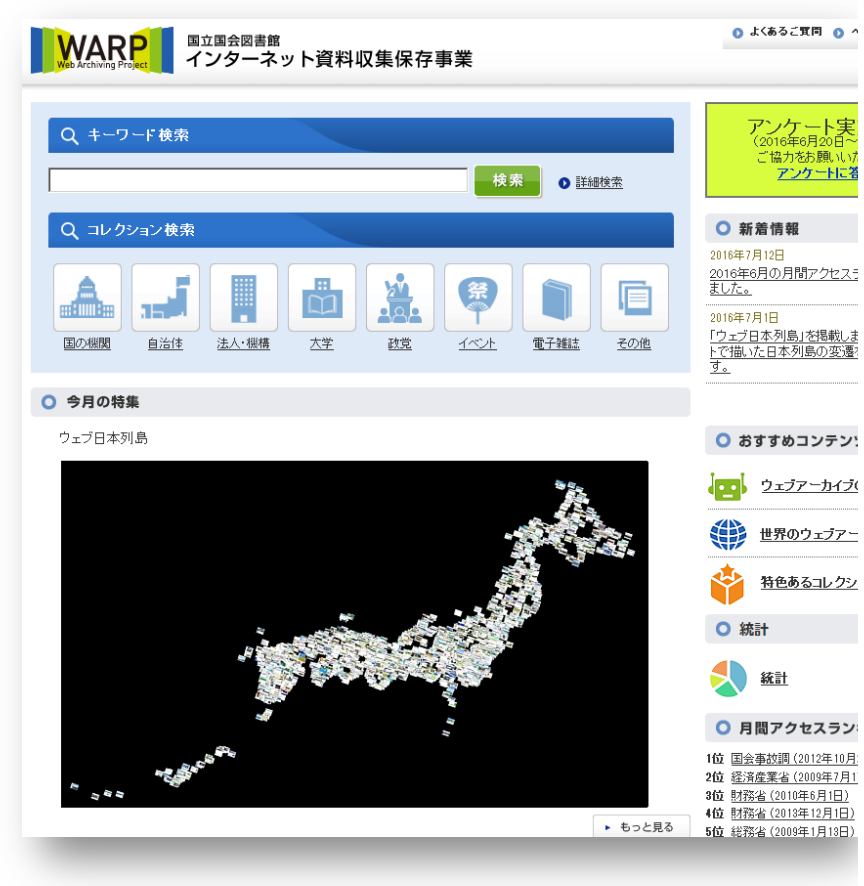 WARP
Web Archiving Project
国立国会図書館
インターネット資料収集保存事業
よくあるご質問
キーワード検索
検索
詳細検索
コレクション検索
国の機関
自治体
法人・機構
大学
政党
祭
イベント
電子雑誌
その他
今月の特集
ウェブ日本列島
もっと見る
アンケート実
（2016年6月20日～
ご協力をお願いいた
アンケートに答
新着情報
2016年7月12日
2016年6月の月間アクセス
ました。
2016年7月1日
「ウェブ日本列島」を掲載しま
トで描いた日本列島の変遷を
す。
おすすめコンテンツ
ウェブアーカイブの
世界のウェブアー
特色あるコレクシ
統計
統計
月間アクセスラン
1位 国会事故調（2012年10月
2位 経済産業省（2009年7月1
3位 財務省（2010年6月1日）
4位 財務省（2013年12月1日）
5位 総務省（2009年1月13日）